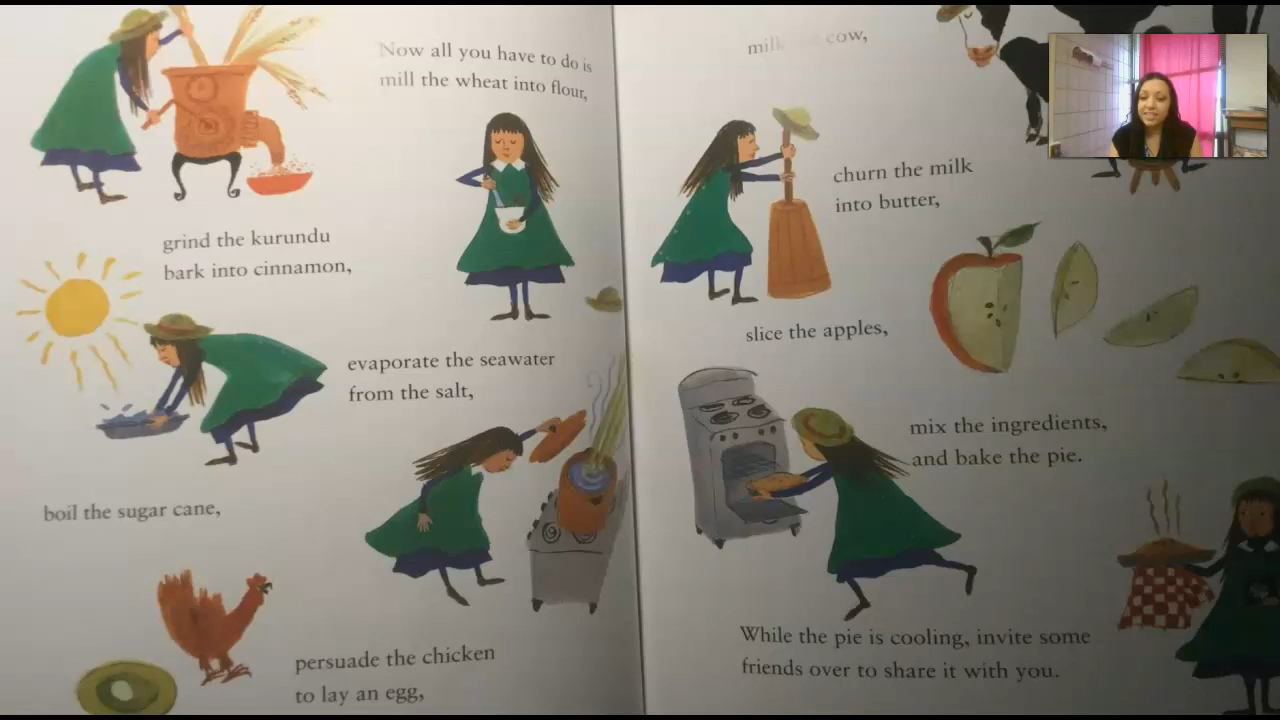 Now all you have to do is
mill the wheat into flour,
grind the kurundu
bark into cinnamon,
evaporate the seawater
from the salt,
boil the sugar cane,
persuade the chicken
to lay an egg,
milk cow,
churn the milk
into butter,
slice the apples,
mix the ingredients,
and bake the pie.
While the pie is cooling, invite some
friends over to share it with you.